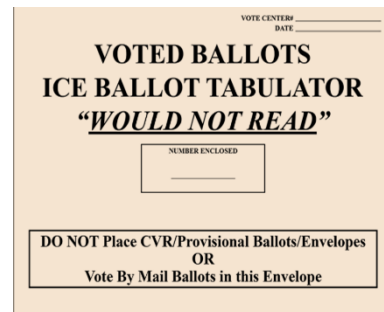 VOTE CENTER#
DATE
VOTED BALLOTS
ICE BALLOT TABULATOR
“WOULD NOT READ”
NUMBER ENCLOSED
DO NOT Place CVR/Provisional Ballots/Envelopes
OR
Vote By Mail Ballots in this Envelope